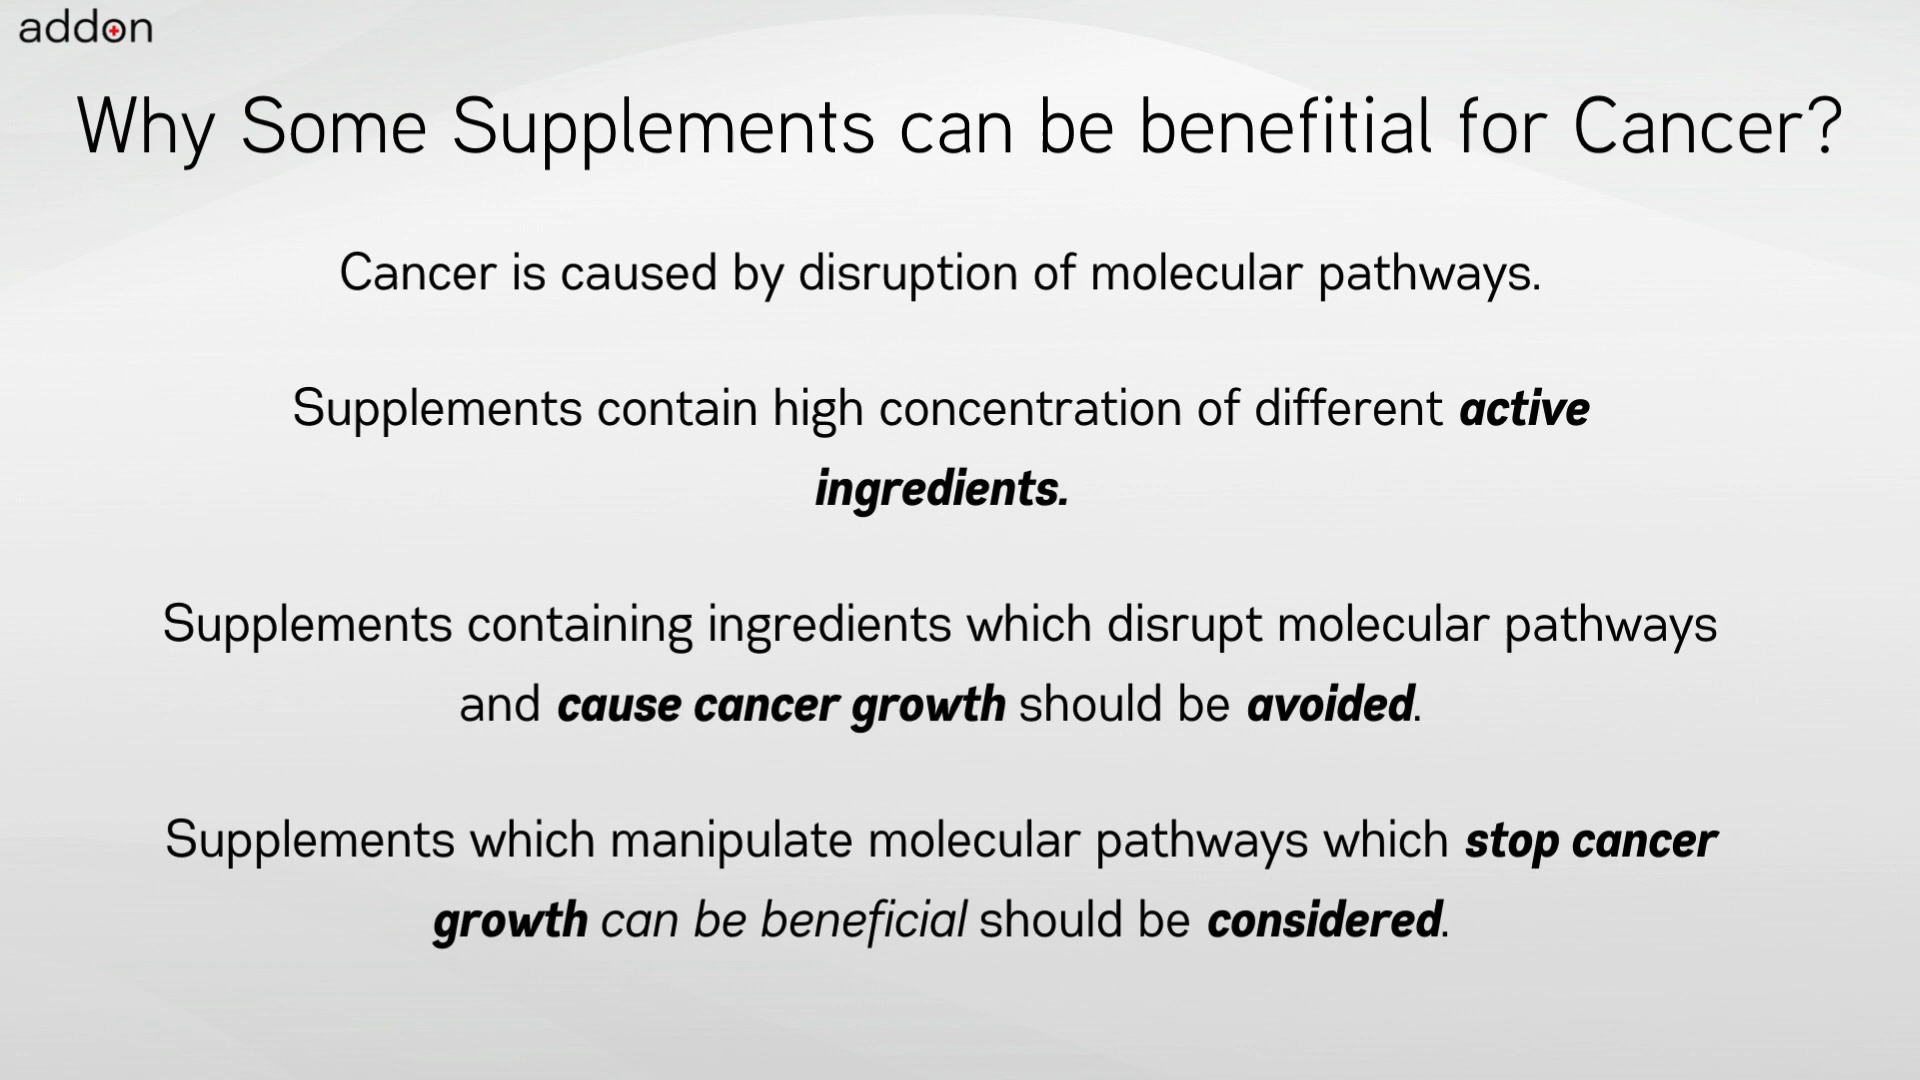 addon
Why Some Supplements can be benefitial for Cancer?
Cancer is caused by disruption of molecular pathways.
Supplements contain high concentration of different active
ingredients.
Supplements containing ingredients which disrupt molecular pathways
and cause cancer growth should be avoided.
Supplements which manipulate molecular pathways which stop cancer
growth can be beneficial should be considered.